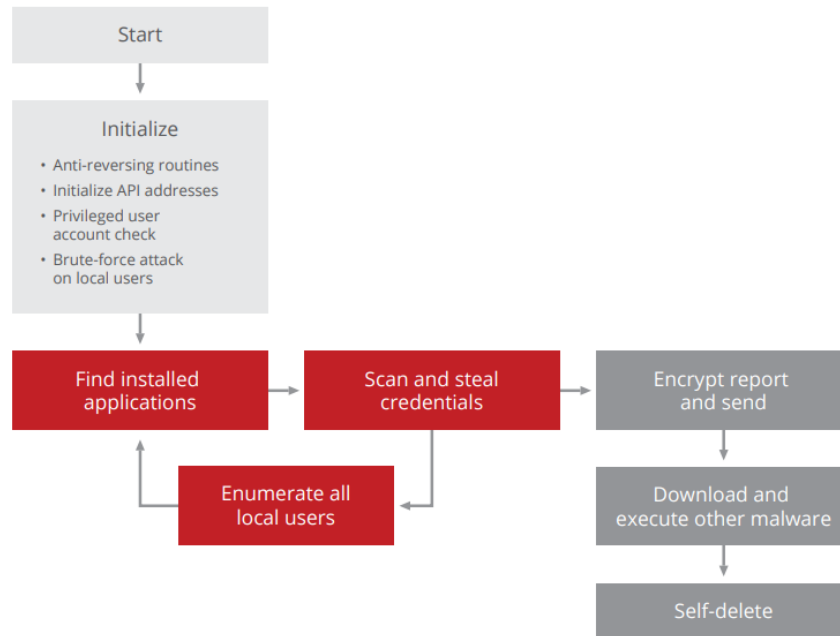 Start
Initialize
• Anti-reversing routines
• Initialize API addresses
• Privileged user
account check
• Brute-force attack
on local users
Find installed
applications
Scan and steal
credentials
Encrypt report
and send
Enumerate all
local users
Download and
execute other malware
Self-delete